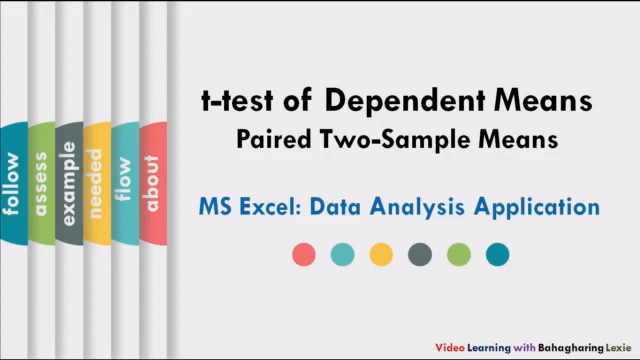 t-test of Dependent Means
Paired Two-Sample Means
MS Excel: Data Analysis Application
follow
assess
example
needed
flow
about
Video Learning with Bahagharing Lexie